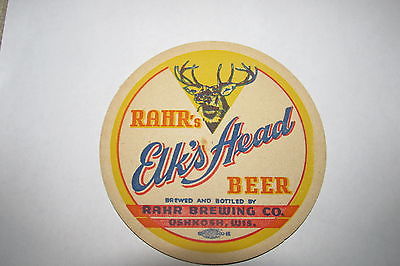 RAHR's
Elk's Head
BEER
BREWED AND BOTTLED BY
RAHR BREWING CO.
OSHKOSH, WIS.